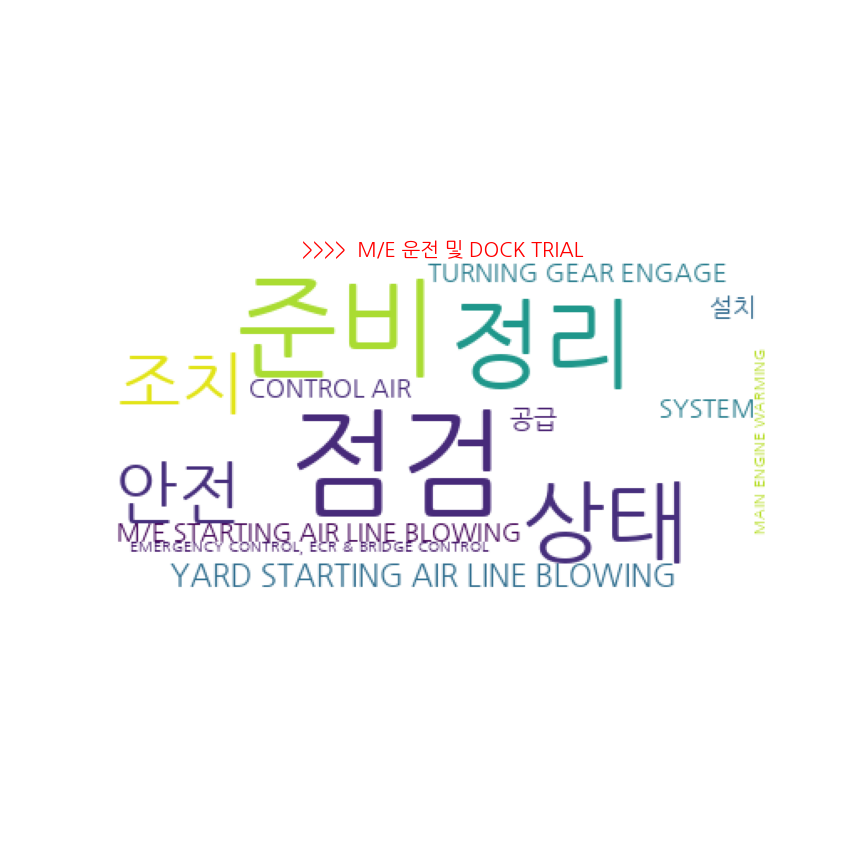 >>>> M/E 운전 및 DOCK TRIAL
TURNING GEAR ENGAGE
준비
정리
설치
조치
CONTROL AIR
점검
공급
SYSTEM
MAIN ENGINE WARMING
안전
상태
M/E STARTING AIR LINE BLOWING
EMERGENCY CONTROL, ECR & BRIDGE CONTROL
YARD STARTING AIR LINE BLOWING